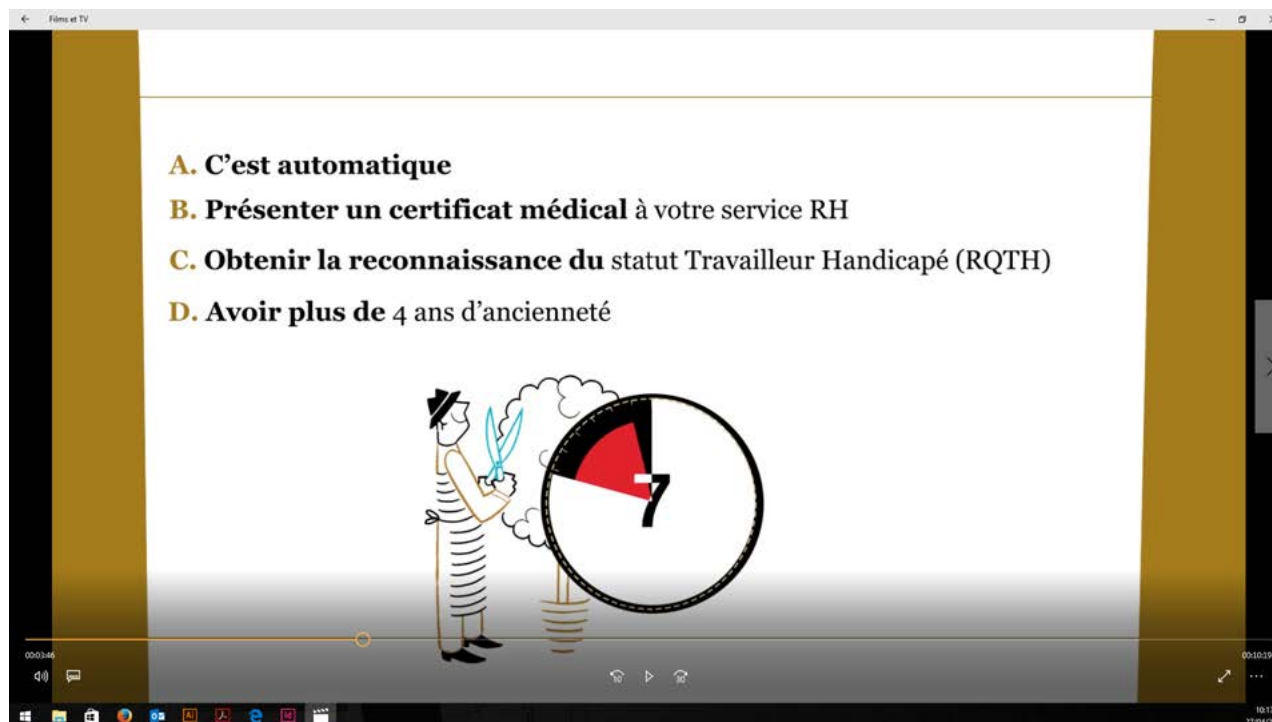 Films et TV
A. C’est automatique
B. Présenter un certificat médical à votre service RH
C. Obtenir la reconnaissance du statut Travailleur Handicapé (RQTH)
D. Avoir plus de 4 ans d’ancienneté
7
00:03:46
00:10:19
10
30